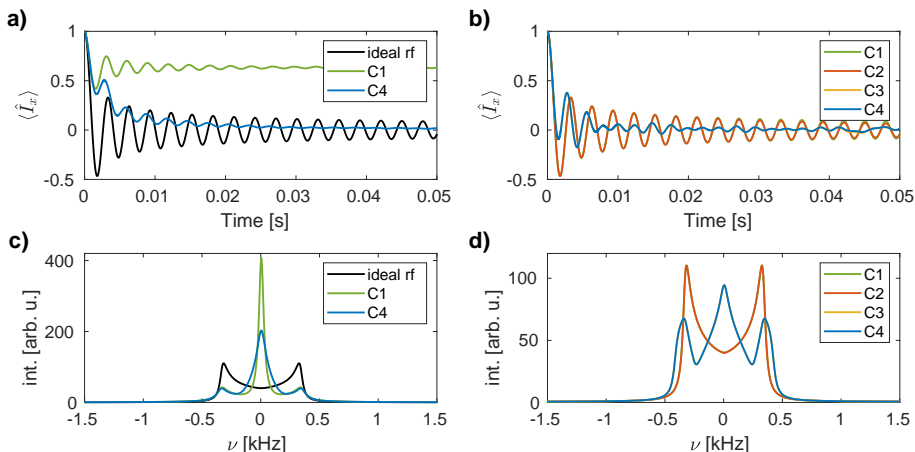 a)
1
0.5
0
-0.5
⟨Îx⟩
0
0.01
0.02
0.03
0.04
0.05
Time [s]
ideal rf
C1
C4
b)
1
0.5
0
-0.5
⟨Îx⟩
0
0.01
0.02
0.03
0.04
0.05
Time [s]
C1
C2
C3
C4
c)
400
200
0
int. [arb. u.]
-1.5
-1
-0.5
0
0.5
1
1.5
ν [kHz]
ideal rf
C1
C4
d)
100
50
0
int. [arb. u.]
-1.5
-1
-0.5
0
0.5
1
1.5
ν [kHz]
C1
C2
C3
C4